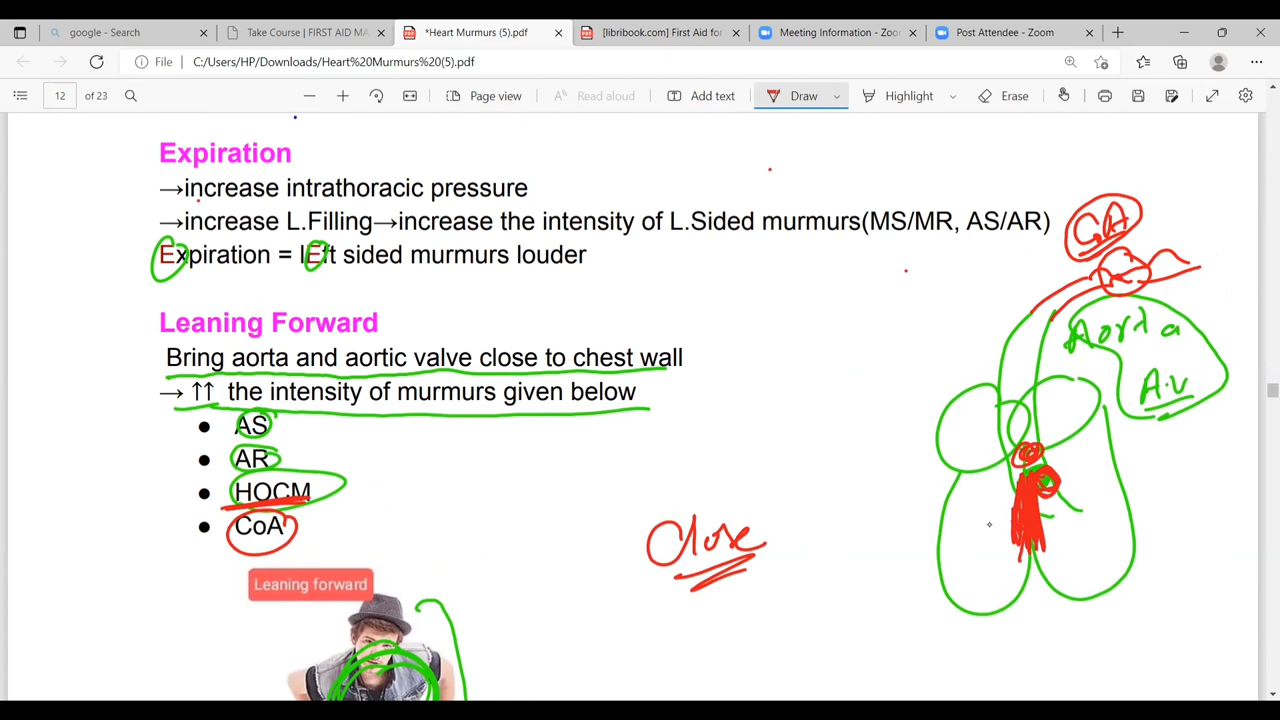 google - Search
Take Course | FIRST AID MA
*Heart Murmurs (5).pdf
[libribook.com] First Aid for
Meeting Information - Zoo
Post Attendee - Zoom
File
C:/Users/HP/Downloads/Heart%20Murmurs%20(5).pdf
12 of 23
Page view
Read aloud
Add text
Draw
Highlight
Erase
Expiration
→increase intrathoracic pressure
→increase L.Filling→increase the intensity of L.Sided murmurs(MS/MR, AS/AR)
Expiration = lEft sided murmurs louder
CoA
Leaning Forward
Aorta
A.V
Bring aorta and aortic valve close to chest wall
→ ↑↑ the intensity of murmurs given below
● AS
● AR
● HOCM
● CoA
Close
Leaning forward